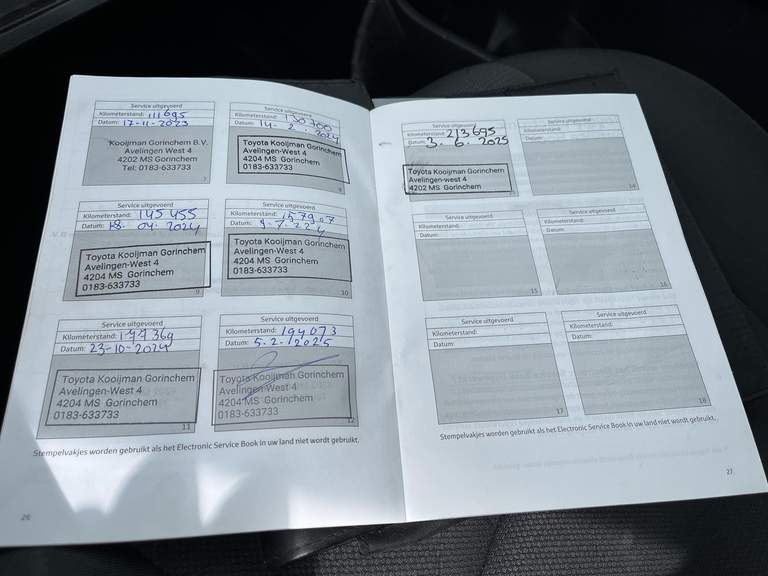 Service uitgevoerd
Kilometerstand: 111695
Datum: 17-11-2023
Kooijman Gorinchem B.V.
Avelingen West 4
4202 MS Gorinchem
Tel: 0183-633733
7
Service uitgevoerd
Kilometerstand: 130700
Datum: 14-2-2024
Toyota Kooijman Gorinchem
Avelingen-West 4
4204 MS Gorinchem
0183-633733
8
Service uitgevoerd
Kilometerstand: 145455
Datum: 18-04-2024
Toyota Kooijman Gorinchem
Avelingen-West 4
4204 MS Gorinchem
0183-633733
9
Service uitgevoerd
Kilometerstand:
Datum:
Toyota Kooijman Gorinchem
Avelingen-West 4
4204 MS Gorinchem
0183-633733
10
Service uitgevoerd
Kilometerstand: 177369
Datum: 23-10-2024
Toyota Kooijman Gorinchem
Avelingen-West 4
4204 MS Gorinchem
0183-633733
11
Service uitgevoerd
Kilometerstand: 194073
Datum: 5.2.2025
Toyota Kooijman Gorinchem
Avelingen-West 4
4204 MS Gorinchem
0183-633733
12
Stempelvakjes worden gebruikt als het Electronic Service Book in uw land niet wordt gebruikt.
26
Service uitgevoerd
Kilometerstand: 213695
Datum: 3.6.2025
Toyota Kooijman Gorinchem
Avelingen-west 4
4202 MS Gorinchem
Service uitgevoerd
Kilometerstand:
Datum:
14
Service uitgevoerd
Kilometerstand:
Datum:
15
Service uitgevoerd
Kilometerstand:
Datum:
16
Service uitgevoerd
Kilometerstand:
Datum:
17
Service uitgevoerd
Kilometerstand:
Datum:
18
Stempelvakjes worden gebruikt als het Electronic Service Book in uw land niet wordt gebruikt.
27